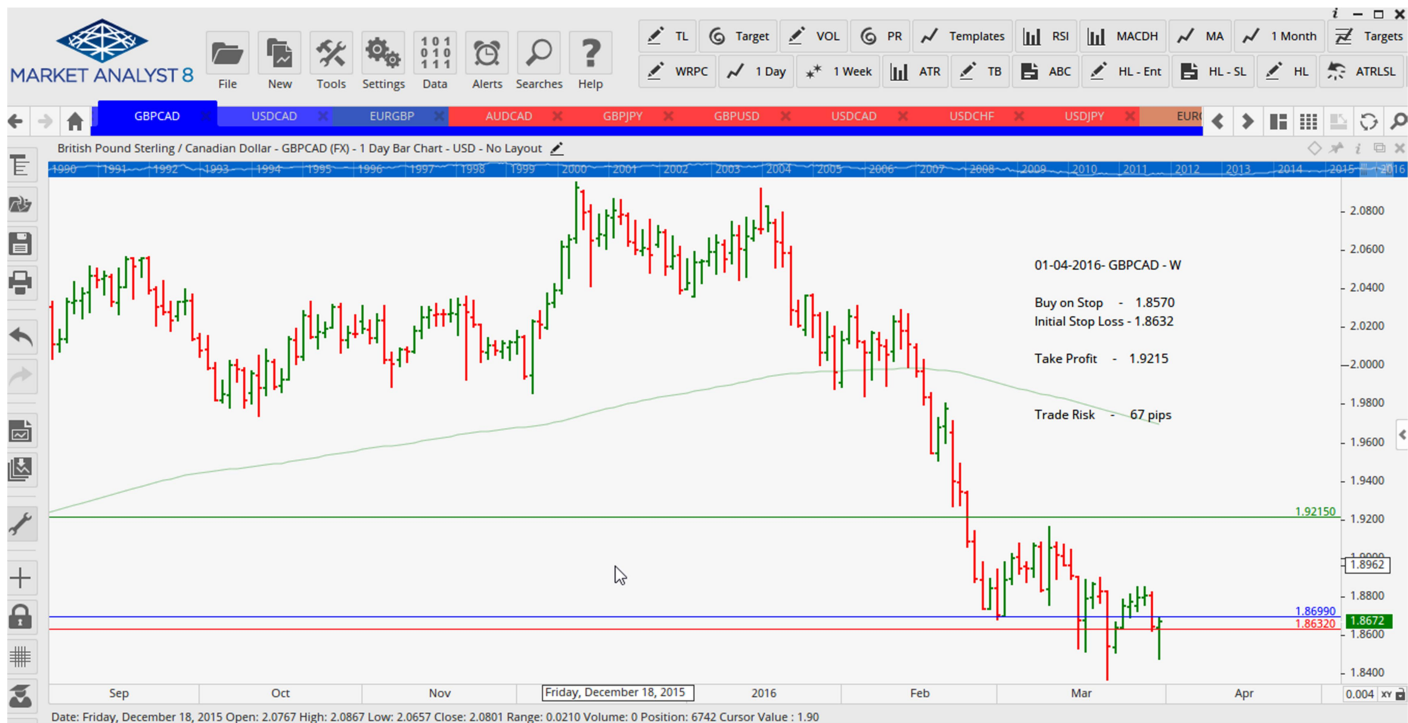 i
TL Target VOL PR Templates RSI MACDH MA 1 Month Targets
MARKET ANALYST 8
101
010
111
?
WRPC 1 Day 1 Week ATR TB ABC HL - Ent HL - SL HL ATRLSL
File New Tools Settings Data Alerts Searches Help
GBPCAD USDCAD EURGBP AUDCAD GBPJPY GBPUSD USDCAD USDCHF USDJPY EUR
British Pound Sterling / Canadian Dollar - GBPCAD (FX) - 1 Day Bar Chart - USD - No Layout
1990 1991 1992 1993 1994 1995 1996 1997 1998 1999 2000 2001 2002 2003 2004 2005 2006 2007 2008 2009 2010 2011 2012 2013 2014 2015 2016
2.0800
2.0600
01-04-2016- GBPCAD - W
2.0400
Buy on Stop - 1.8570
Initial Stop Loss - 1.8632
2.0200
Take Profit - 1.9215
2.0000
1.9800
Trade Risk - 67 pips
1.9600
1.9400
1.92150
1.9200
1.8962
1.8800
1.86990
1.86320
1.8672
1.8600
1.8400
Sep Oct Nov Friday, December 18, 2015 2016 Feb Mar Apr 0.004 XY
Date: Friday, December 18, 2015 Open: 2.0767 High: 2.0867 Low: 2.0657 Close: 2.0801 Range: 0.0210 Volume: 0 Position: 6742 Cursor Value : 1.90